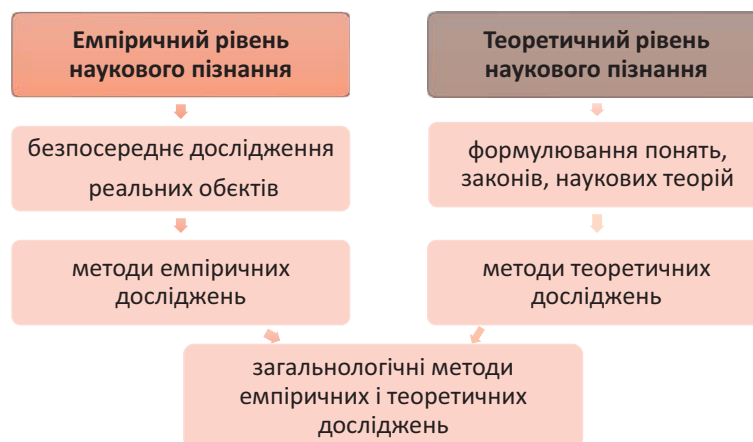 Емпіричний рівень
наукового пізнання
Теоретичний рівень
наукового пізнання
безпосереднє дослідження
реальних обєктів
формулювання понять,
законів, наукових теорій
методи емпіричних
досліджень
методи теоретичних
досліджень
загальнологічні методи
емпіричних і теоретичних
досліджень